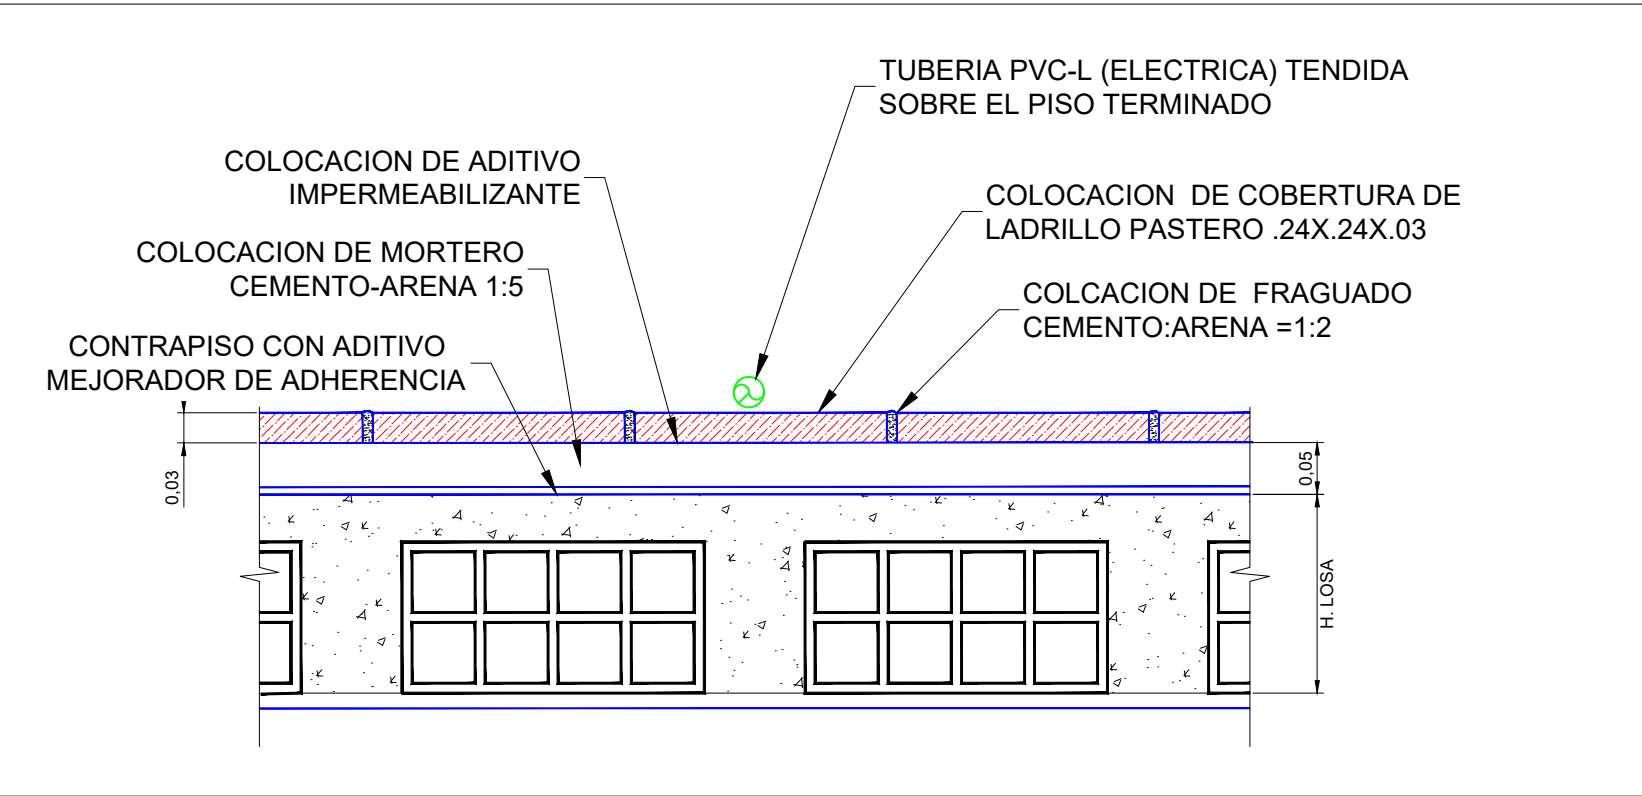 TUBERIA PVC-L (ELECTRICA) TENDIDA
SOBRE EL PISO TERMINADO
COLOCACION DE ADITIVO
IMPERMEABILIZANTE
COLOCACION DE COBERTURA DE
LADRILLO PASTERO .24X.24X.03
COLOCACION DE MORTERO
CEMENTO-ARENA 1:5
COLCACION DE FRAGUADO
CEMENTO:ARENA =1:2
CONTRAPISO CON ADITIVO
MEJORADOR DE ADHERENCIA
0,03
0,05
H. LOSA